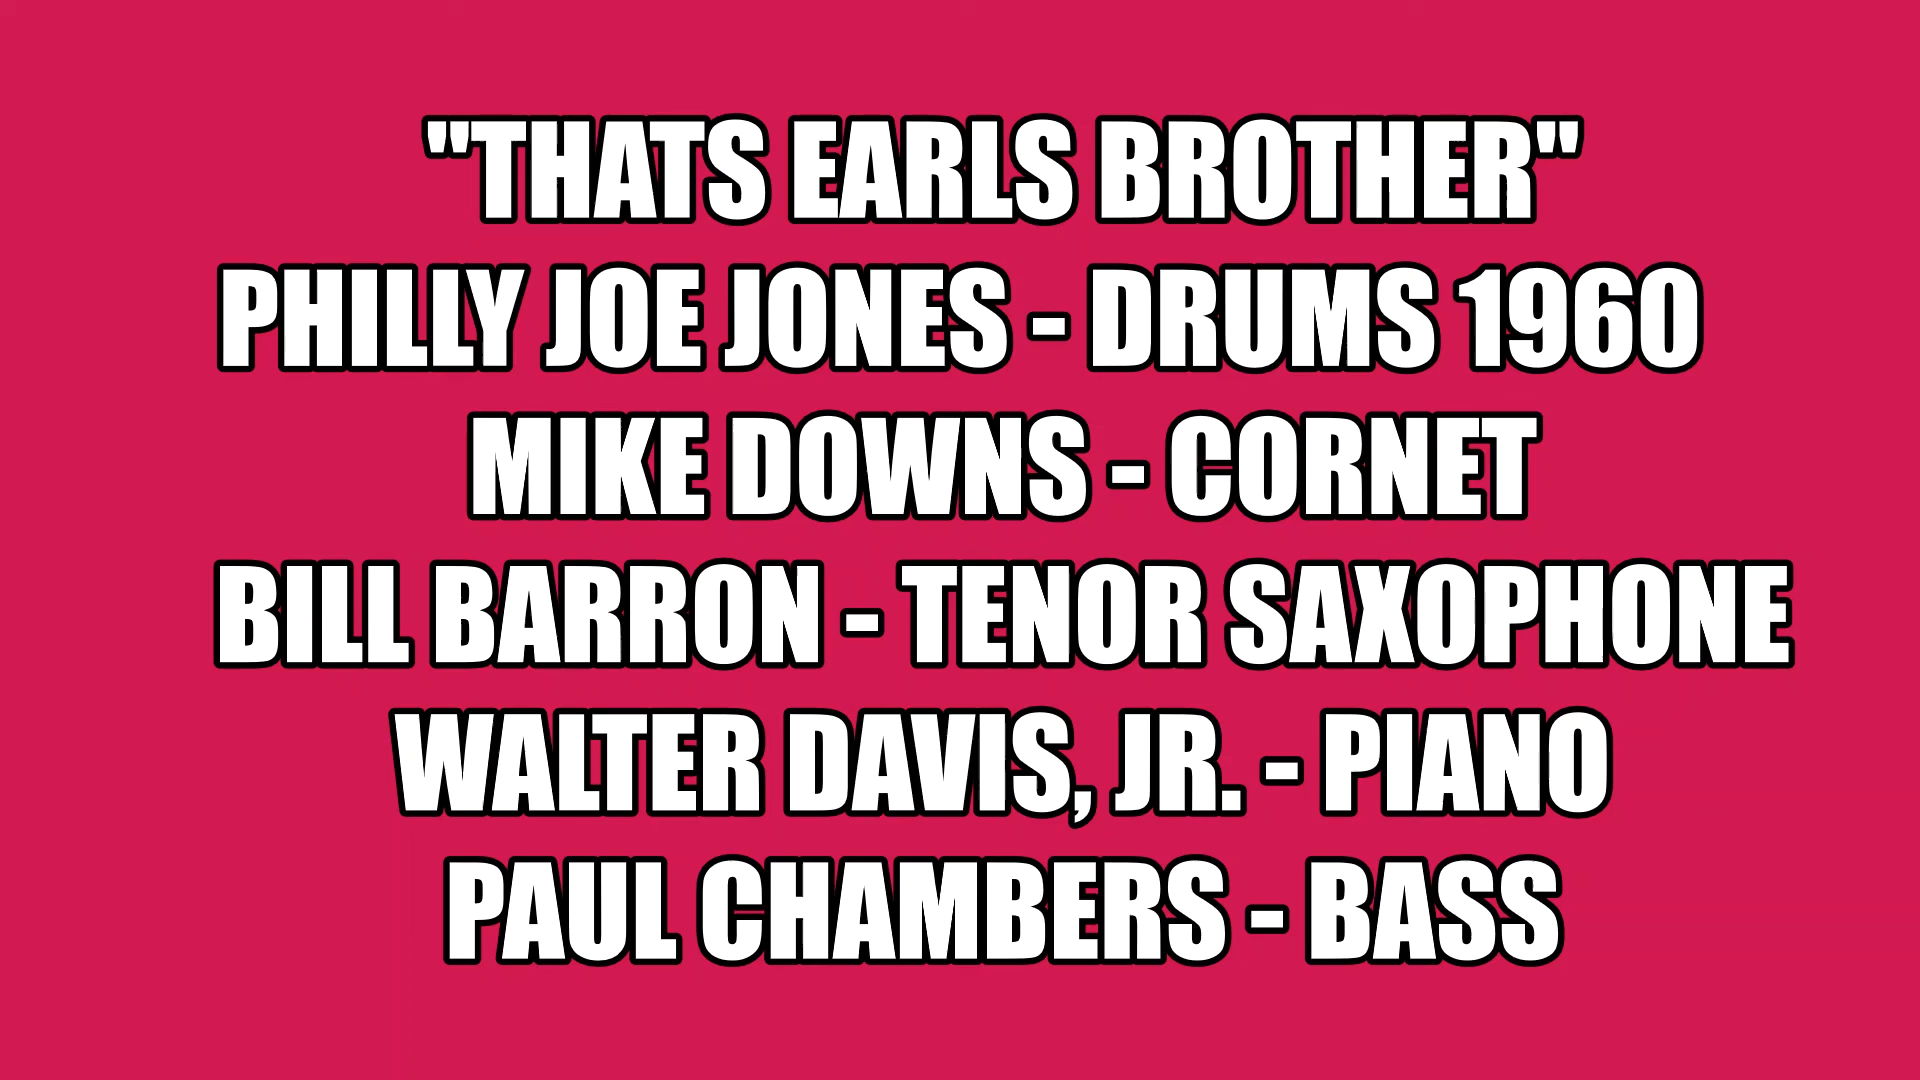 "THATS EARLS BROTHER"
PHILLY JOE JONES - DRUMS 1960
MIKE DOWNS - CORNET
BILL BARRON - TENOR SAXOPHONE
WALTER DAVIS, JR. - PIANO
PAUL CHAMBERS - BASS